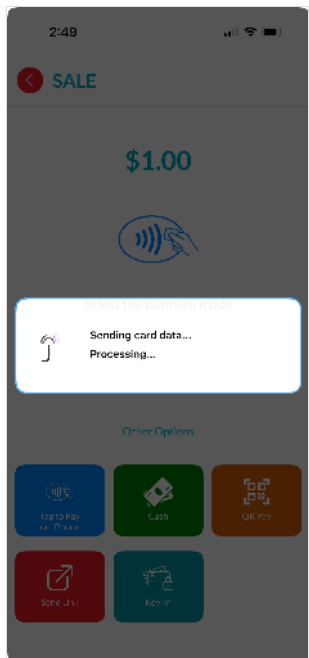 2:49
SALE
$1.00
Select the payment mode
Sending card data...
Processing...
Other Options
Tap to Pay
on iPhone
Cash
QR Pay
Send Link
Key-In